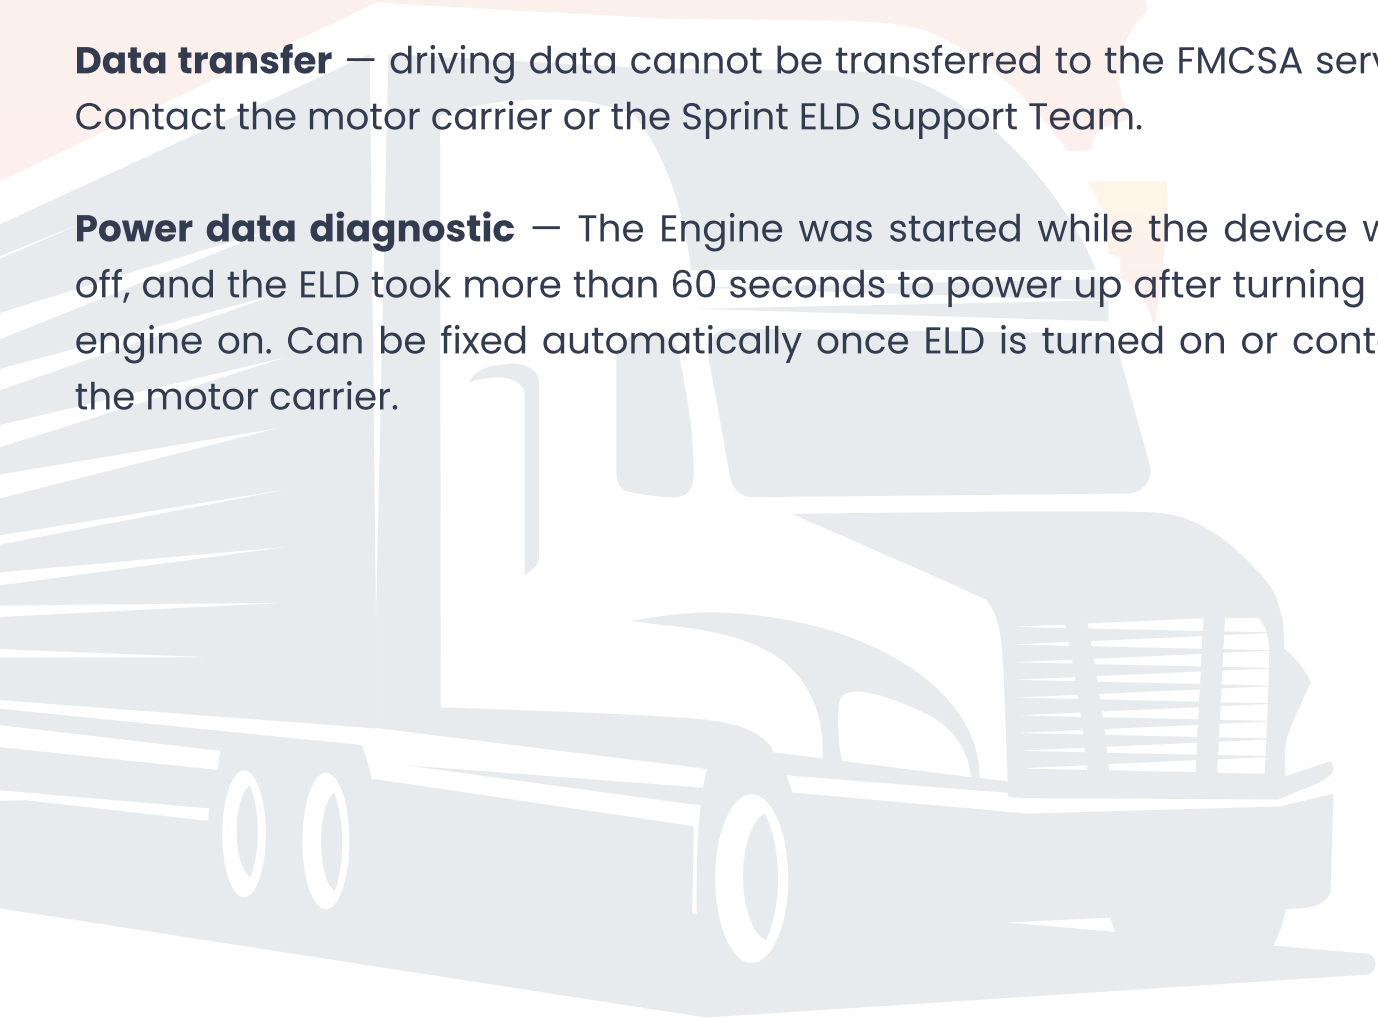 Data transfer — driving data cannot be transferred to the FMCSA
Contact the motor carrier or the Sprint ELD Support Team.
Power data diagnostic — The Engine was started while the device
off, and the ELD took more than 60 seconds to power up after turning
engine on. Can be fixed automatically once ELD is turned on or
the motor carrier.